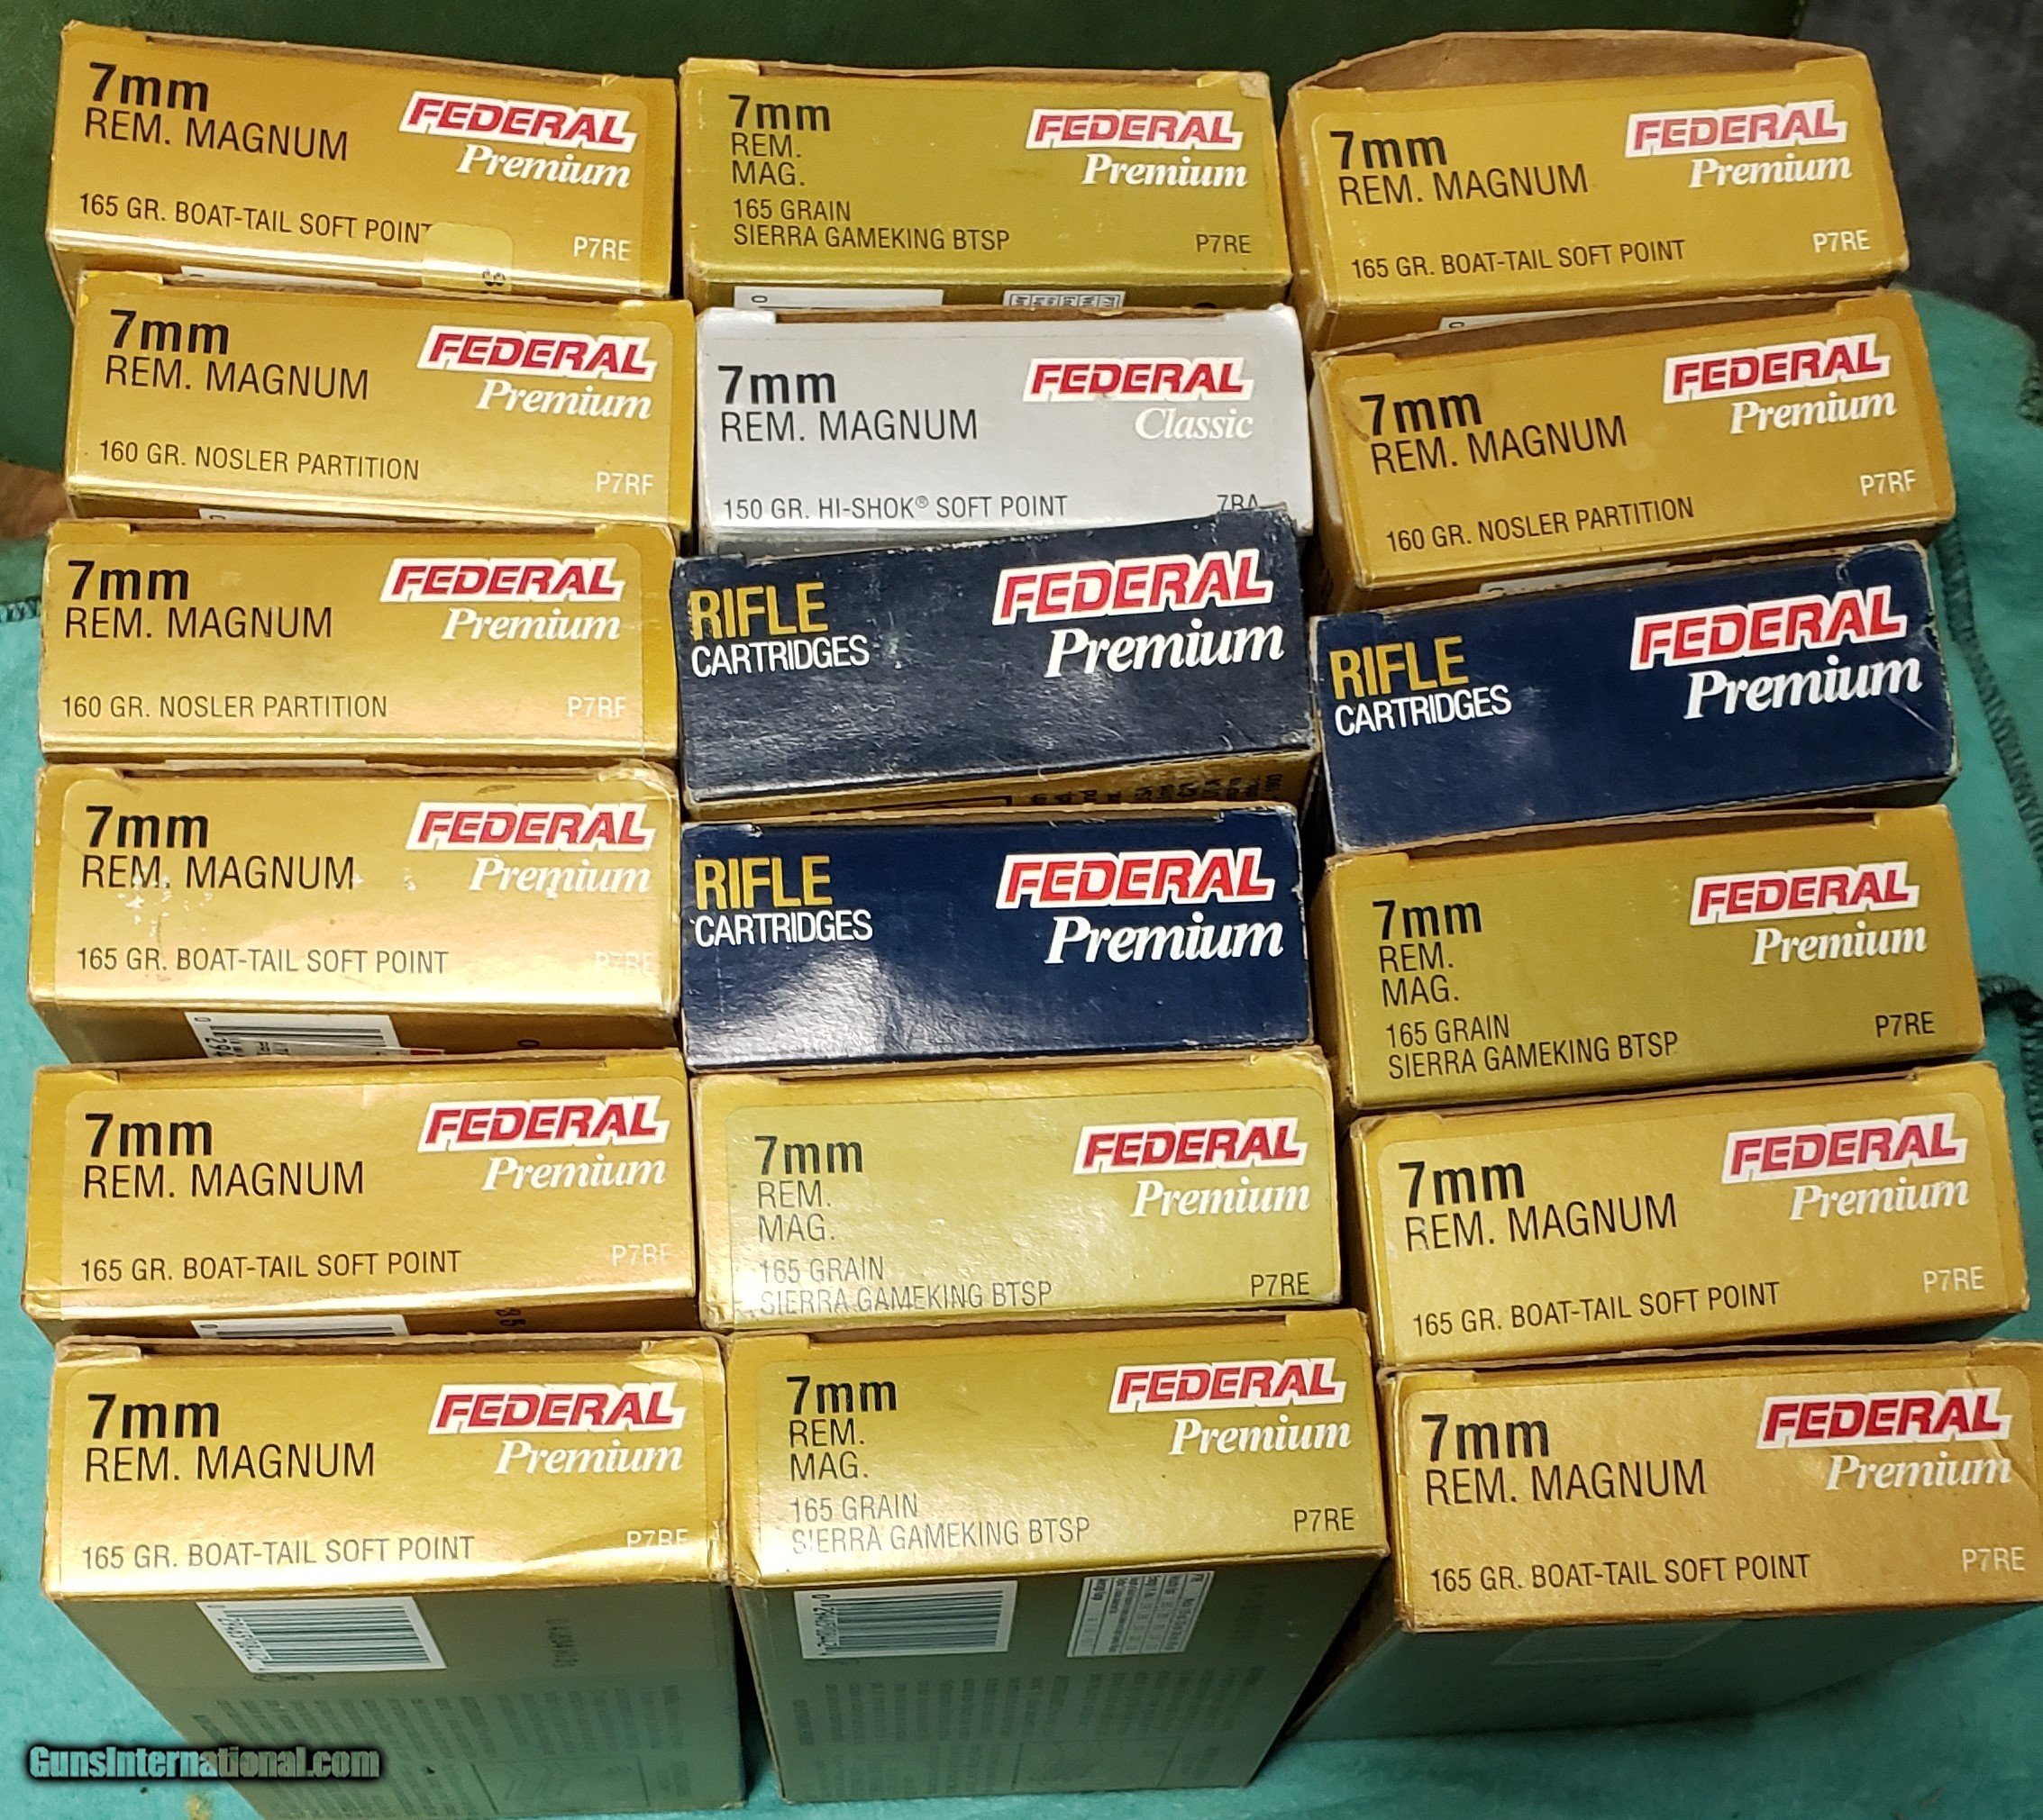 7mm
REM. MAGNUM
FEDERAL
Premium
165 GR. BOAT-TAIL SOFT POINT
P7RE
7mm
REM.
MAG.
FEDERAL
Premium
165 GRAIN
SIERRA GAMEKING BTSP
P7RE
7mm
REM. MAGNUM
FEDERAL
Premium
165 GR. BOAT-TAIL SOFT POINT
P7RE
7mm
REM. MAGNUM
FEDERAL
Premium
160 GR. NOSLER PARTITION
P7RF
7mm
REM. MAGNUM
FEDERAL
Classic
150 GR. HI-SHOK® SOFT POINT
7RA
7mm
REM. MAGNUM
FEDERAL
Premium
160 GR. NOSLER PARTITION
P7RF
7mm
REM. MAGNUM
FEDERAL
Premium
160 GR. NOSLER PARTITION
P7RF
RIFLE
CARTRIDGES
FEDERAL
Premium
RIFLE
CARTRIDGES
FEDERAL
Premium
7mm
REM. MAGNUM
FEDERAL
Premium
165 GR. BOAT-TAIL SOFT POINT
P7RE
RIFLE
CARTRIDGES
FEDERAL
Premium
7mm
REM.
MAG.
FEDERAL
Premium
165 GRAIN
SIERRA GAMEKING BTSP
P7RE
7mm
REM. MAGNUM
FEDERAL
Premium
165 GR. BOAT-TAIL SOFT POINT
P7RE
7mm
REM.
MAG.
FEDERAL
Premium
165 GRAIN
SIERRA GAMEKING BTSP
P7RE
7mm
REM. MAGNUM
FEDERAL
Premium
165 GR. BOAT-TAIL SOFT POINT
P7RE
7mm
REM. MAGNUM
FEDERAL
Premium
165 GR. BOAT-TAIL SOFT POINT
P7RE
7mm
REM.
MAG.
FEDERAL
Premium
165 GRAIN
SIERRA GAMEKING BTSP
P7RE
7mm
REM. MAGNUM
FEDERAL
Premium
165 GR. BOAT-TAIL SOFT POINT
P7RE
GunsInternational.com